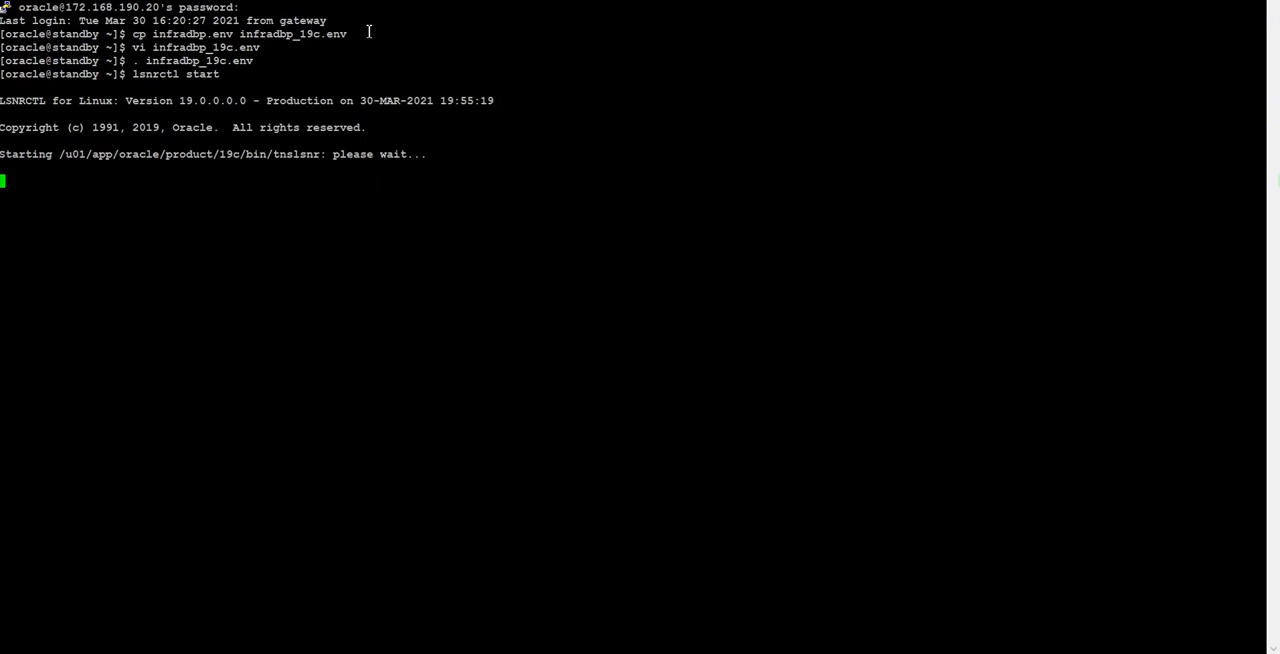 oracle@172.168.190.20's password:
Last login: Tue Mar 30 16:20:27 2021 from gateway
[oracle@standby ~]$ cp infradbp.env infradbp_19c.env
[oracle@standby ~]$ vi infradbp_19c.env
[oracle@standby ~]$ . infradbp_19c.env
[oracle@standby ~]$ lsnrctl start
LSNRCTL for Linux: Version 19.0.0.0.0 - Production on 30-MAR-2021 19:55:19
Copyright (c) 1991, 2019, Oracle.  All rights reserved.
Starting /u01/app/oracle/product/19c/bin/tnslsnr: please wait...